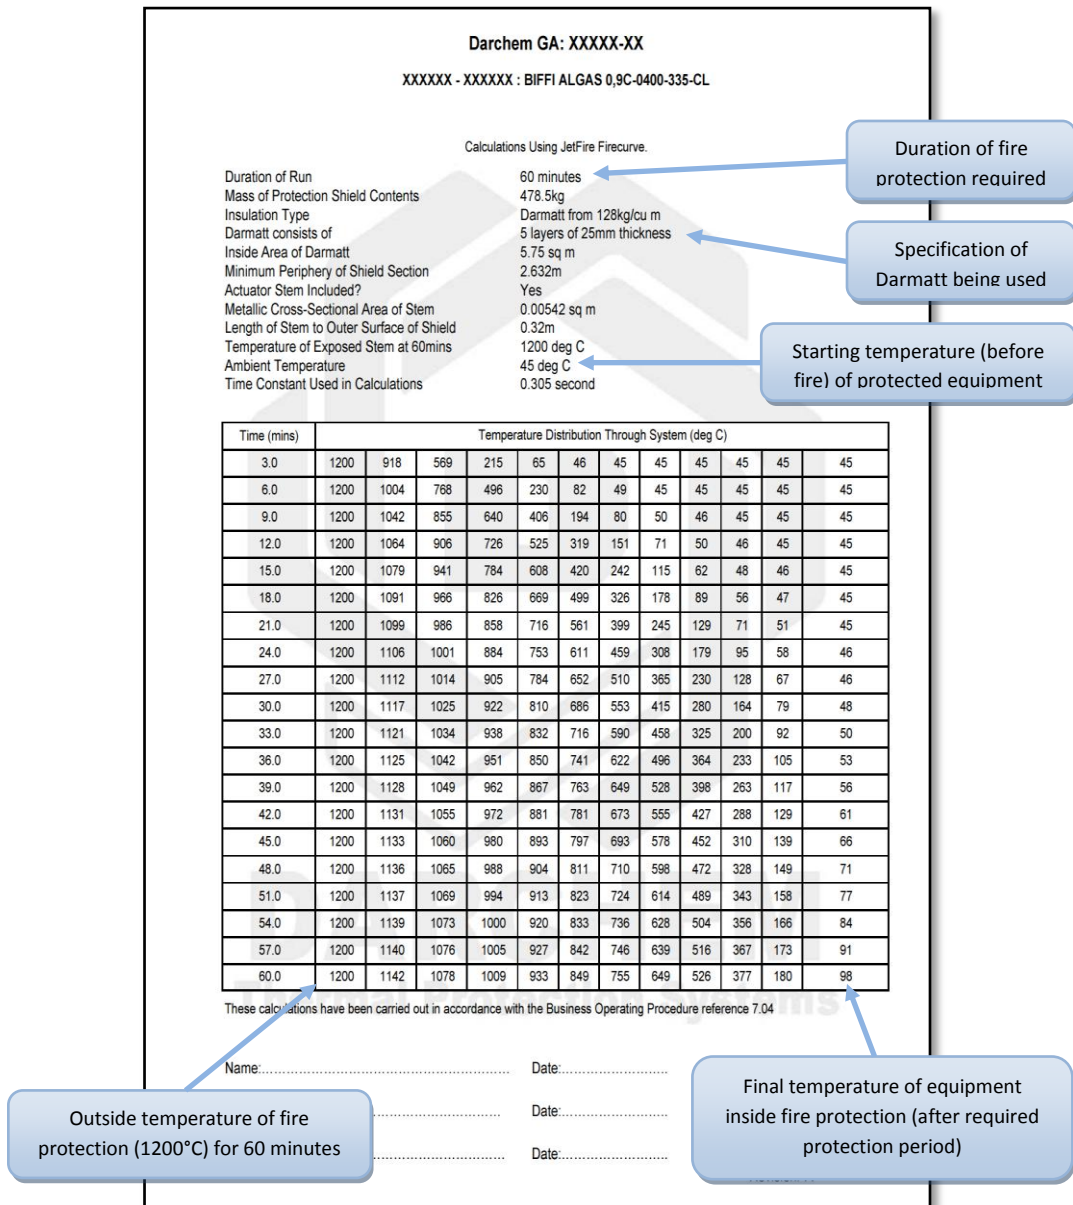 Darchem GA: XXXXX-XX
XXXXXX - XXXXXX : BIFFI ALGAS 0,9C-0400-335-CL
Calculations Using JetFire Firecurve.
Duration of Run 60 minutes
Mass of Protection Shield Contents 478.5kg
Insulation Type Darmatt from 128kg/cu m
Darmatt consists of 5 layers of 25mm thickness
Inside Area of Darmatt 5.75 sq m
Minimum Periphery of Shield Section 2.632m
Actuator Stem Included? Yes
Metallic Cross-Sectional Area of Stem 0.00542 sq m
Length of Stem to Outer Surface of Shield 0.32m
Temperature of Exposed Stem at 60mins 1200 deg C
Ambient Temperature 45 deg C
Time Constant Used in Calculations 0.305 second
Duration of fire
protection required
Specification of
Darmatt being used
Starting temperature (before
fire) of protected equipment
Time (mins) Temperature Distribution Through System (deg C)
3.0 1200 918 569 215 65 46 45 45 45 45 45 45
6.0 1200 1004 768 496 230 82 49 45 45 45 45 45
9.0 1200 1042 855 640 406 194 80 50 46 45 45 45
12.0 1200 1064 906 726 525 319 151 71 50 46 45 45
15.0 1200 1079 941 784 608 420 242 115 62 48 46 45
18.0 1200 1091 966 826 669 499 326 178 89 56 47 45
21.0 1200 1099 986 858 716 561 399 245 129 71 51 45
24.0 1200 1106 1001 884 753 611 459 308 179 95 58 46
27.0 1200 1112 1014 905 784 652 510 365 230 128 67 46
30.0 1200 1117 1025 922 810 686 553 415 280 164 79 48
33.0 1200 1121 1034 938 832 716 590 458 325 200 92 50
36.0 1200 1125 1042 951 850 741 622 496 364 233 105 53
39.0 1200 1128 1049 962 867 763 649 528 398 263 117 56
42.0 1200 1131 1055 972 881 781 673 555 427 288 129 61
45.0 1200 1133 1060 980 893 797 693 578 452 310 139 66
48.0 1200 1136 1065 988 904 811 710 598 472 328 149 71
51.0 1200 1137 1069 994 913 823 724 614 489 343 158 77
54.0 1200 1139 1073 1000 920 833 736 628 504 356 166 84
57.0 1200 1140 1076 1005 927 842 746 639 516 367 173 91
60.0 1200 1142 1078 1009 933 849 755 649 526 377 180 98
DARCHEM
Thermal Protection Systems
These calculations have been carried out in accordance with the Business Operating Procedure reference 7.04
Name:.................................................. Date:........................
Date:........................
Date:........................
Outside temperature of fire
protection (1200°C) for 60 minutes
Final temperature of equipment
inside fire protection (after required
protection period)